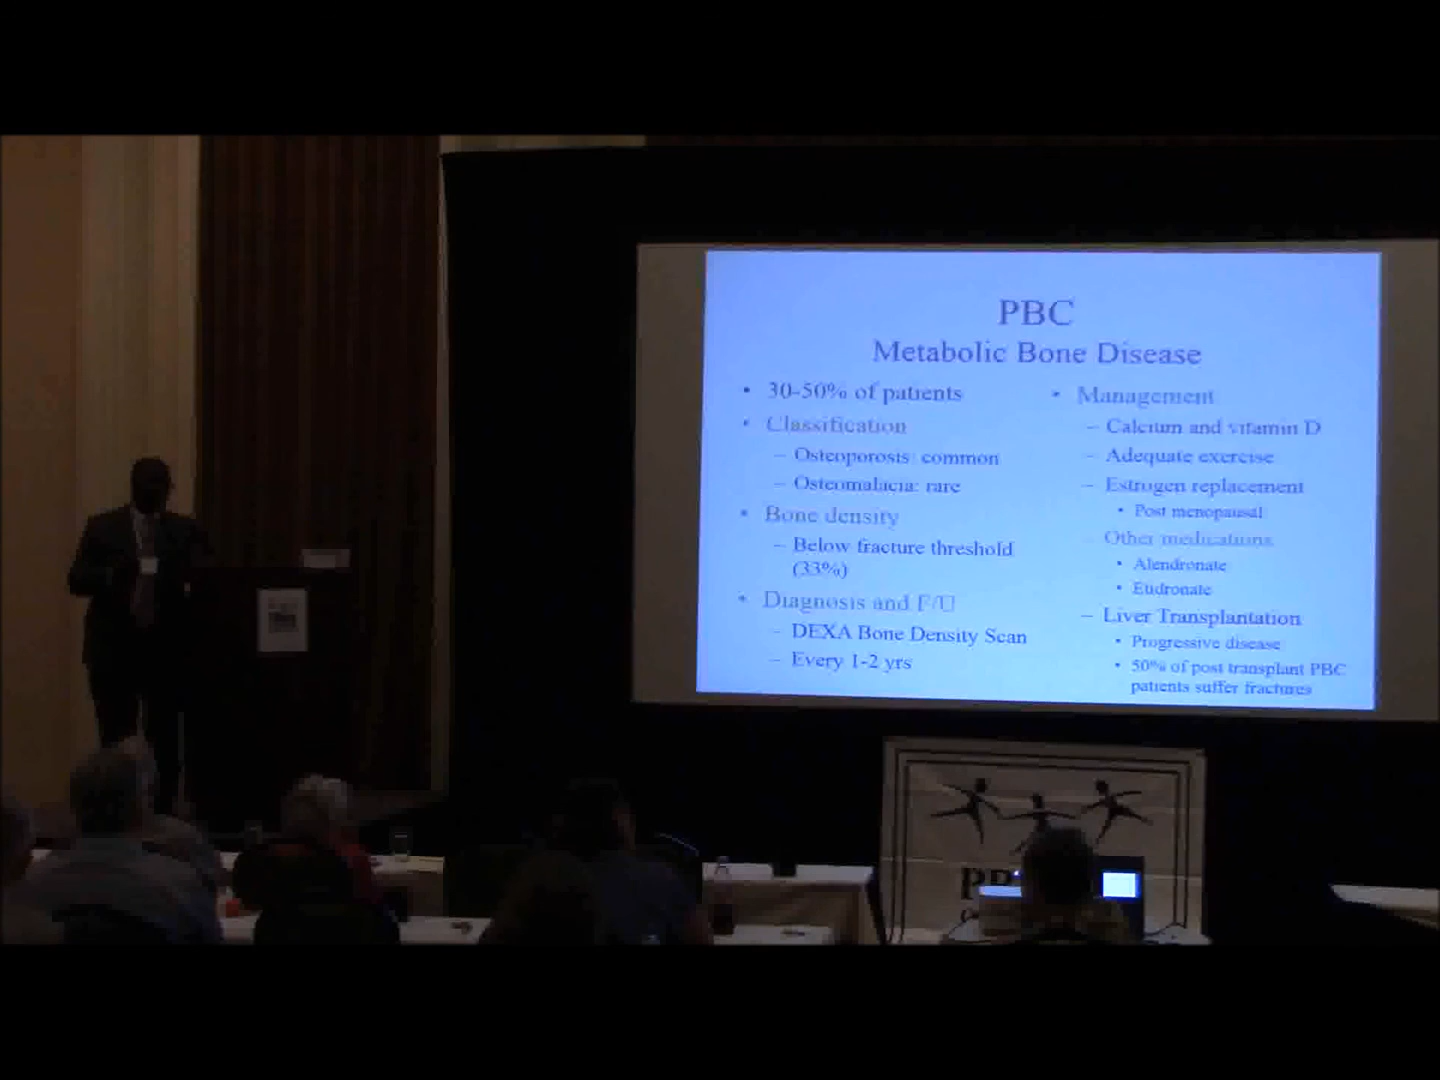 PBC
Metabolic Bone Disease
• 30-50% of patients
• Classification
– Osteoporosis: common
– Osteomalacia: rare
• Bone density
– Below fracture threshold
(33%)
• Diagnosis and F/U
– DEXA Bone Density Scan
– Every 1-2 yrs
• Management
– Calcium and vitamin D
– Adequate exercise
– Estrogen replacement
• Post menopausal
– Other medications
• Alendronate
• Etidronate
– Liver Transplantation
• Progressive disease
• 50% of post transplant PBC
patients suffer fractures